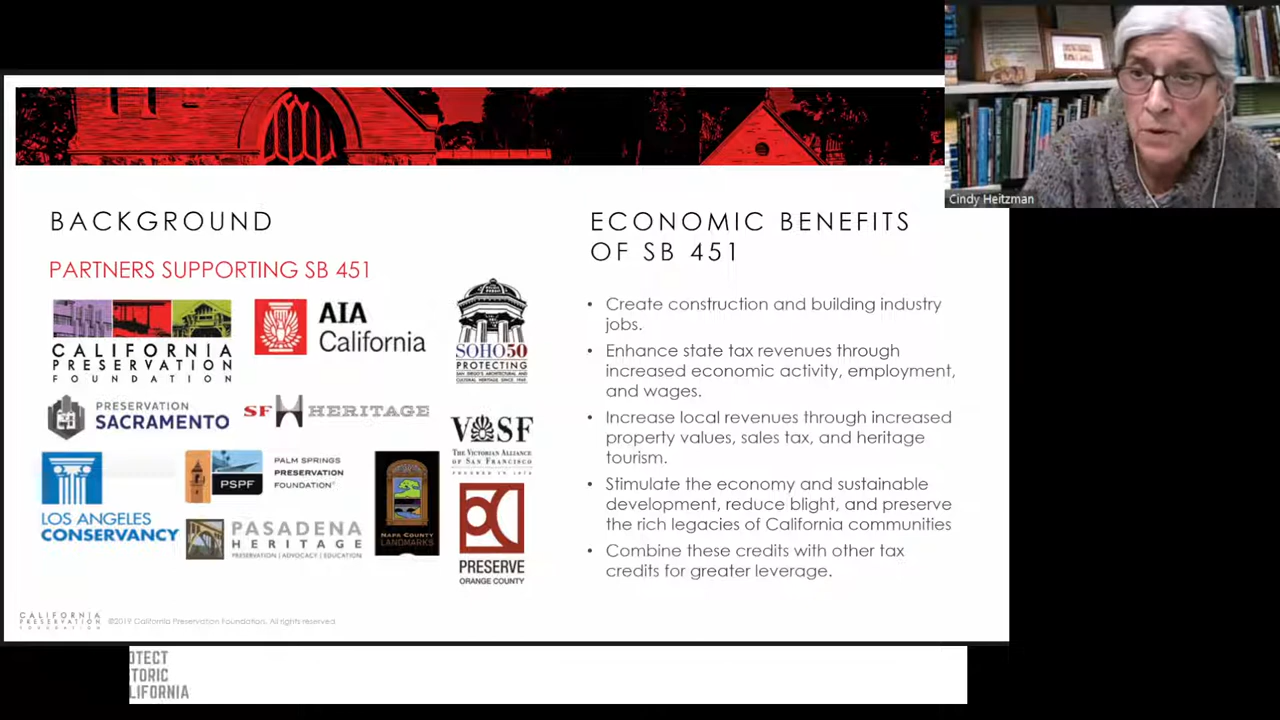 Cindy Heitzman
BACKGROUND
PARTNERS SUPPORTING SB 451
CALIFORNIA
PRESERVATION
FOUNDATION
AIA
California
SOHO50
PROTECTING
SAN DIEGO'S ARCHITECTURAL AND
CULTURAL HERITAGE SINCE 1969
PRESERVATION
SACRAMENTO
SF HERITAGE
VASF
THE VICTORIAN ALLIANCE
OF SAN FRANCISCO
LOS ANGELES
CONSERVANCY
PSPF
PALM SPRINGS
PRESERVATION
FOUNDATION
PASADENA
HERITAGE
PRESERVATION | ADVOCACY | EDUCATION
NAPA COUNTY
LANDMARKS
PRESERVE
ORANGE COUNTY
ECONOMIC BENEFITS
OF SB 451
• Create construction and building industry
jobs.
• Enhance state tax revenues through
increased economic activity, employment,
and wages.
• Increase local revenues through increased
property values, sales tax, and heritage
tourism.
• Stimulate the economy and sustainable
development, reduce blight, and preserve
the rich legacies of California communities
• Combine these credits with other tax
credits for greater leverage.
CALIFORNIA
PRESERVATION
FOUNDATION
©2019 California Preservation Foundation. All rights reserved
OTECT
TORIC
LIFORNIA